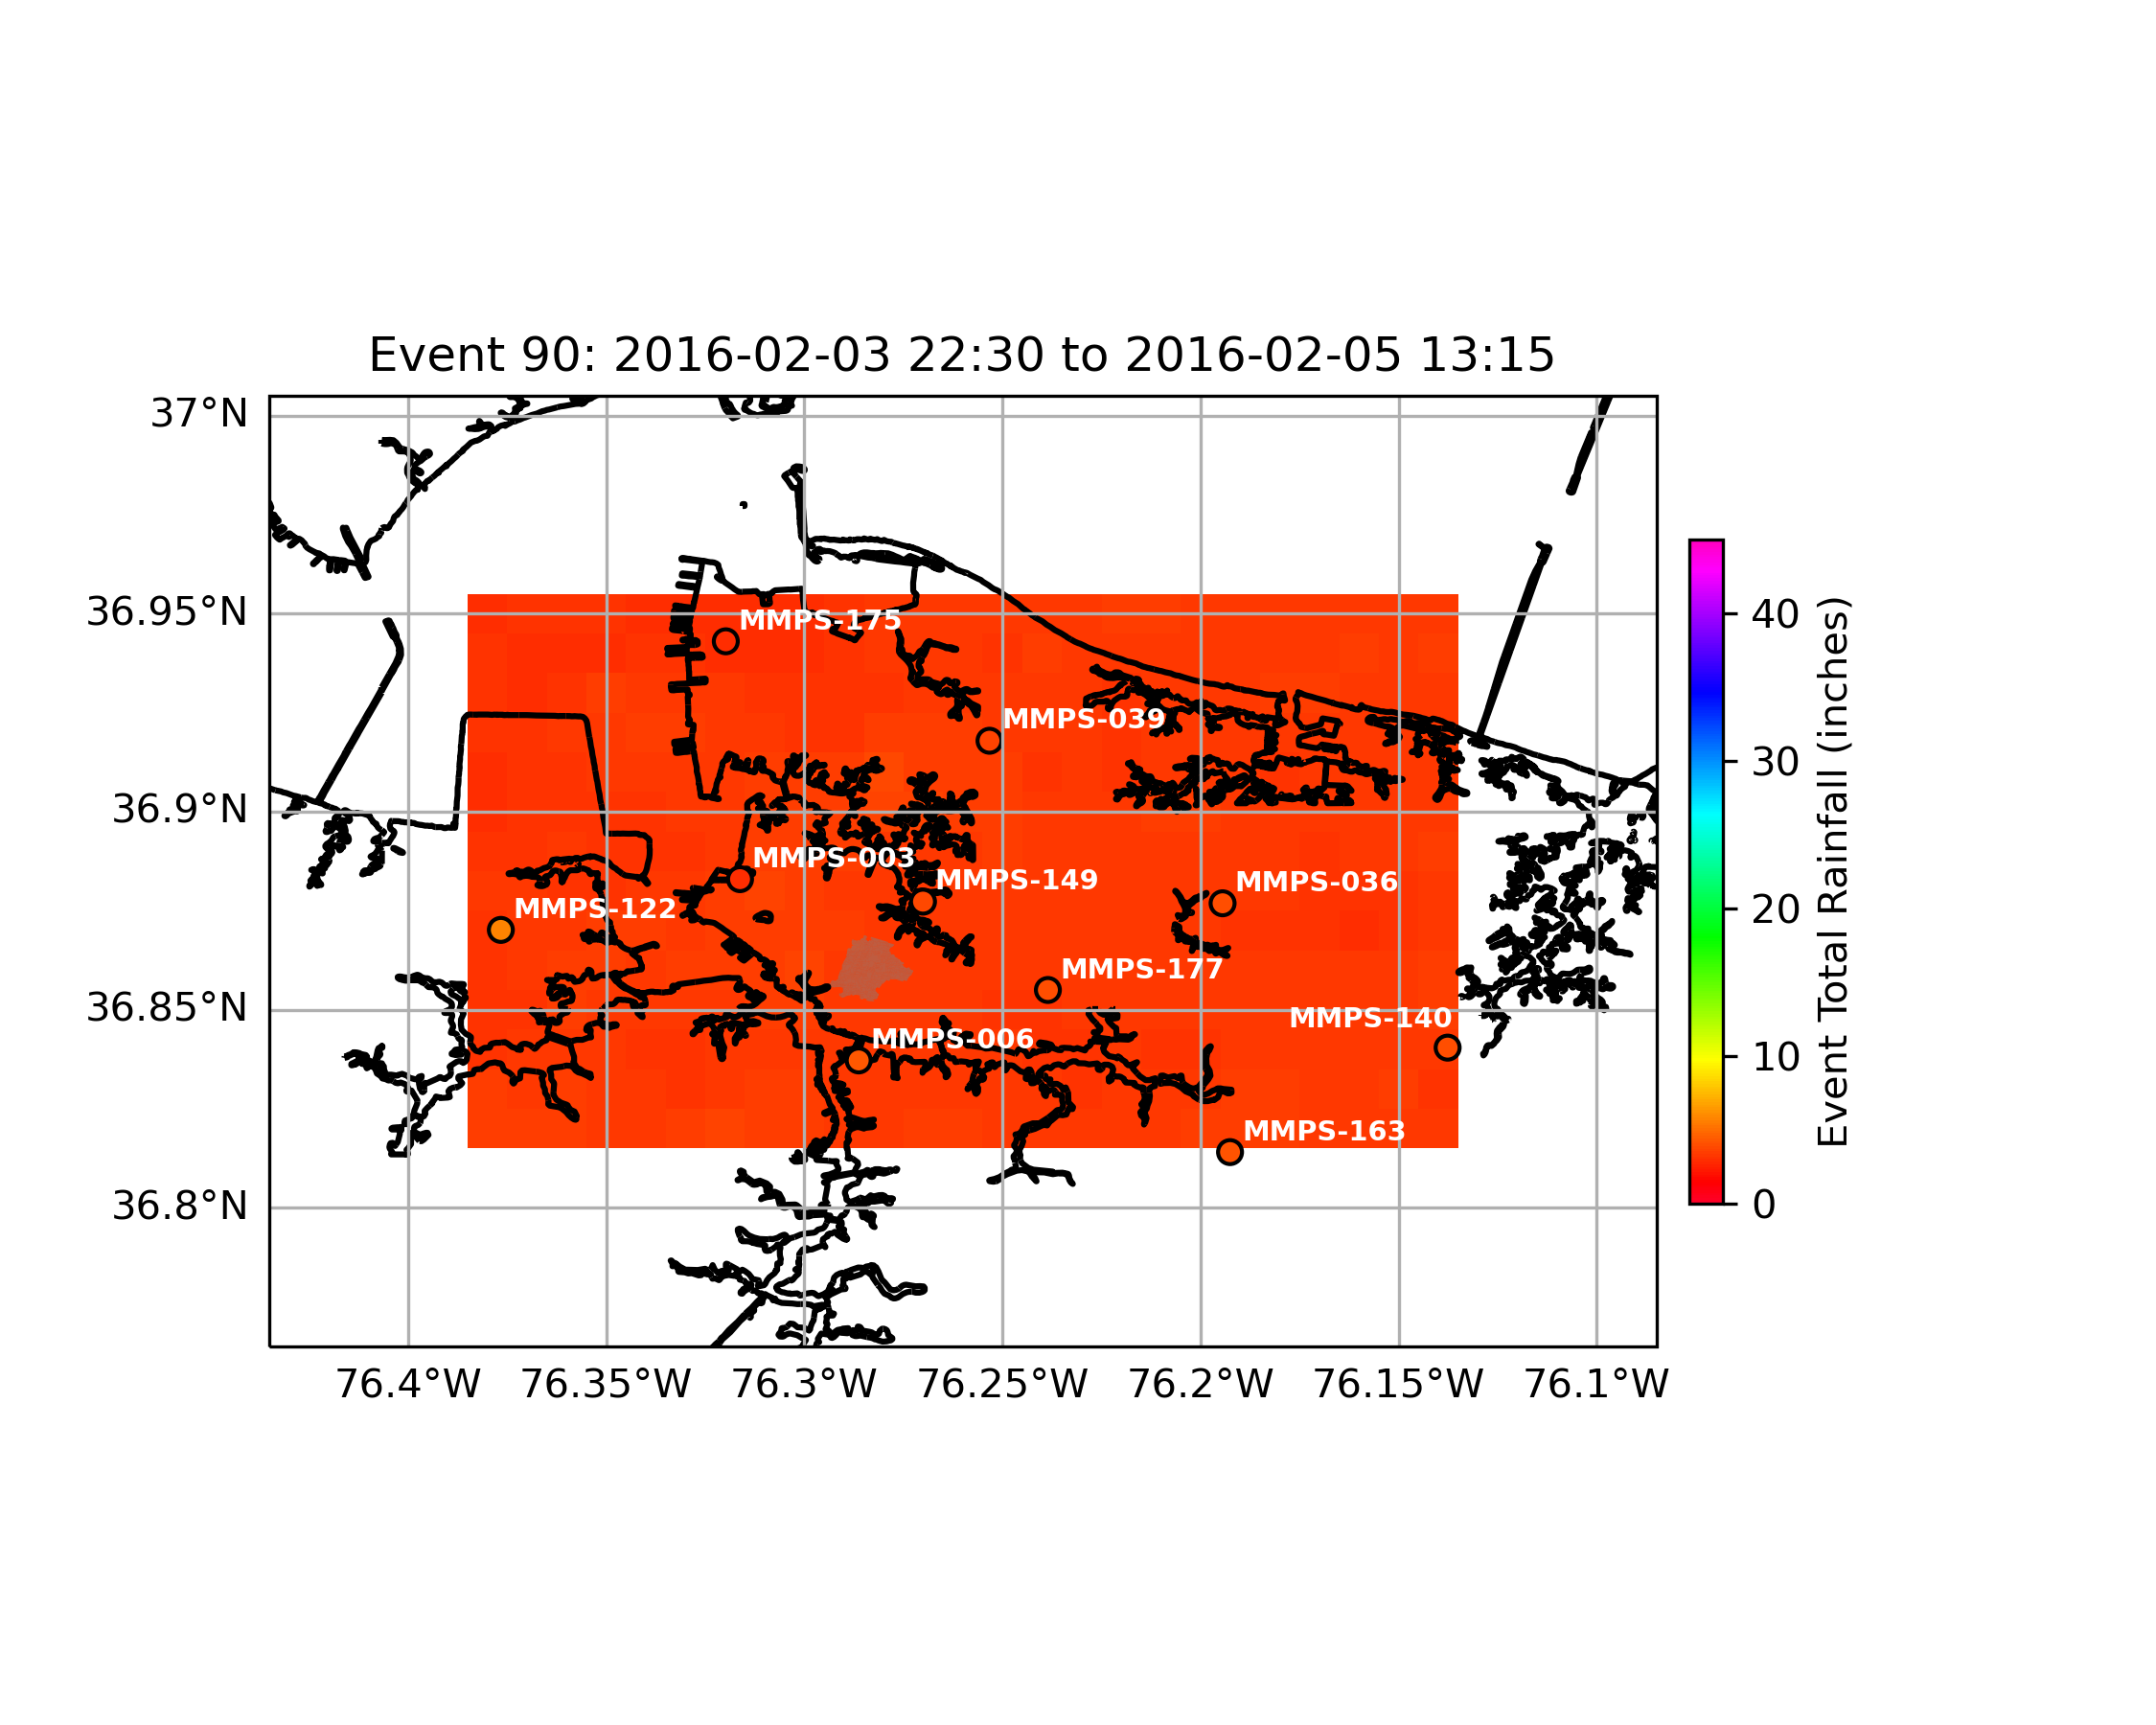 Event 90: 2016-02-03 22:30 to 2016-02-05 13:15
37°N
36.95°N
36.9°N
36.85°N
36.8°N
MMPS-175
MMPS-039
MMPS-003
MMPS-149
MMPS-036
MMPS-122
MMPS-177
MMPS-140
MMPS-006
MMPS-163
76.4°W 76.35°W 76.3°W 76.25°W 76.2°W 76.15°W 76.1°W
40
30
20
10
0
Event Total Rainfall (inches)